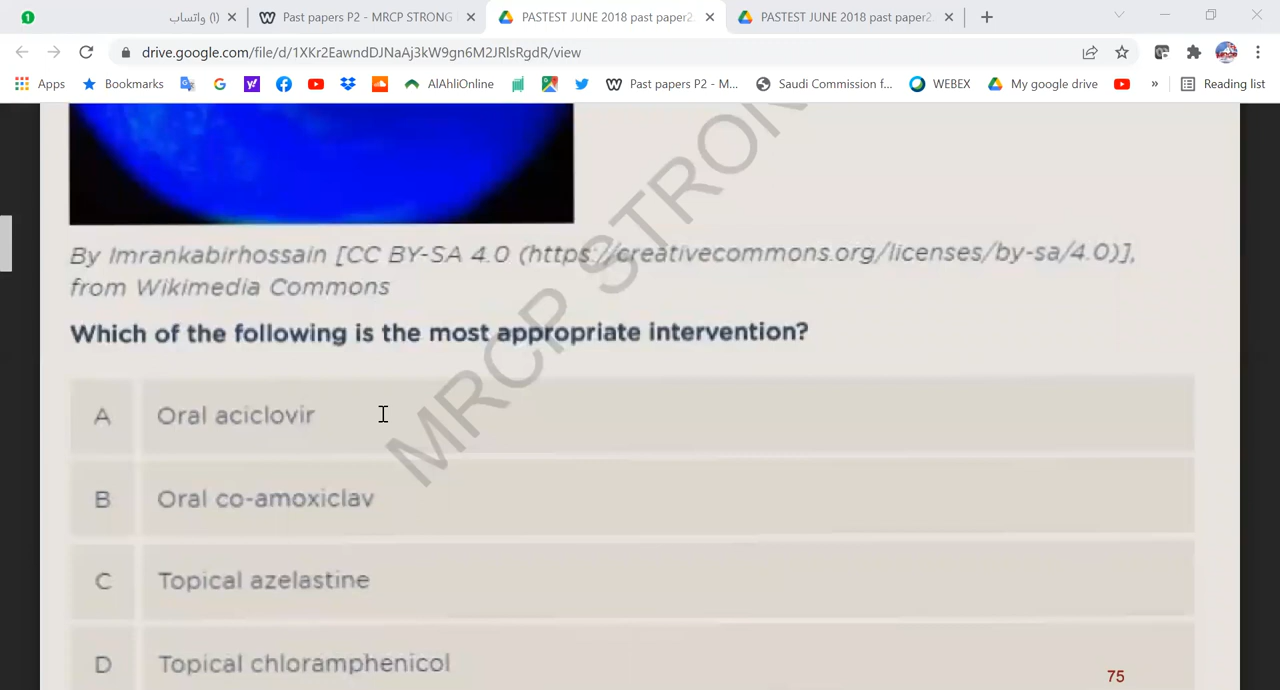 (1) واتساب
Past papers P2 - MRCP STRONG
PASTEST JUNE 2018 past paper2
PASTEST JUNE 2018 past paper2
drive.google.com/file/d/1XKr2EawndDJNaAj3kW9gn6M2JRlsRgdR/view
Apps
Bookmarks
AlAhliOnline
Past papers P2 - M...
Saudi Commission f...
WEBEX
My google drive
»
Reading list
MRCP STRON
By Imrankabirhossain [CC BY-SA 4.0 (https://creativecommons.org/licenses/by-sa/4.0)],
from Wikimedia Commons
Which of the following is the most appropriate intervention?
A Oral aciclovir
B Oral co-amoxiclav
C Topical azelastine
D Topical chloramphenicol
75